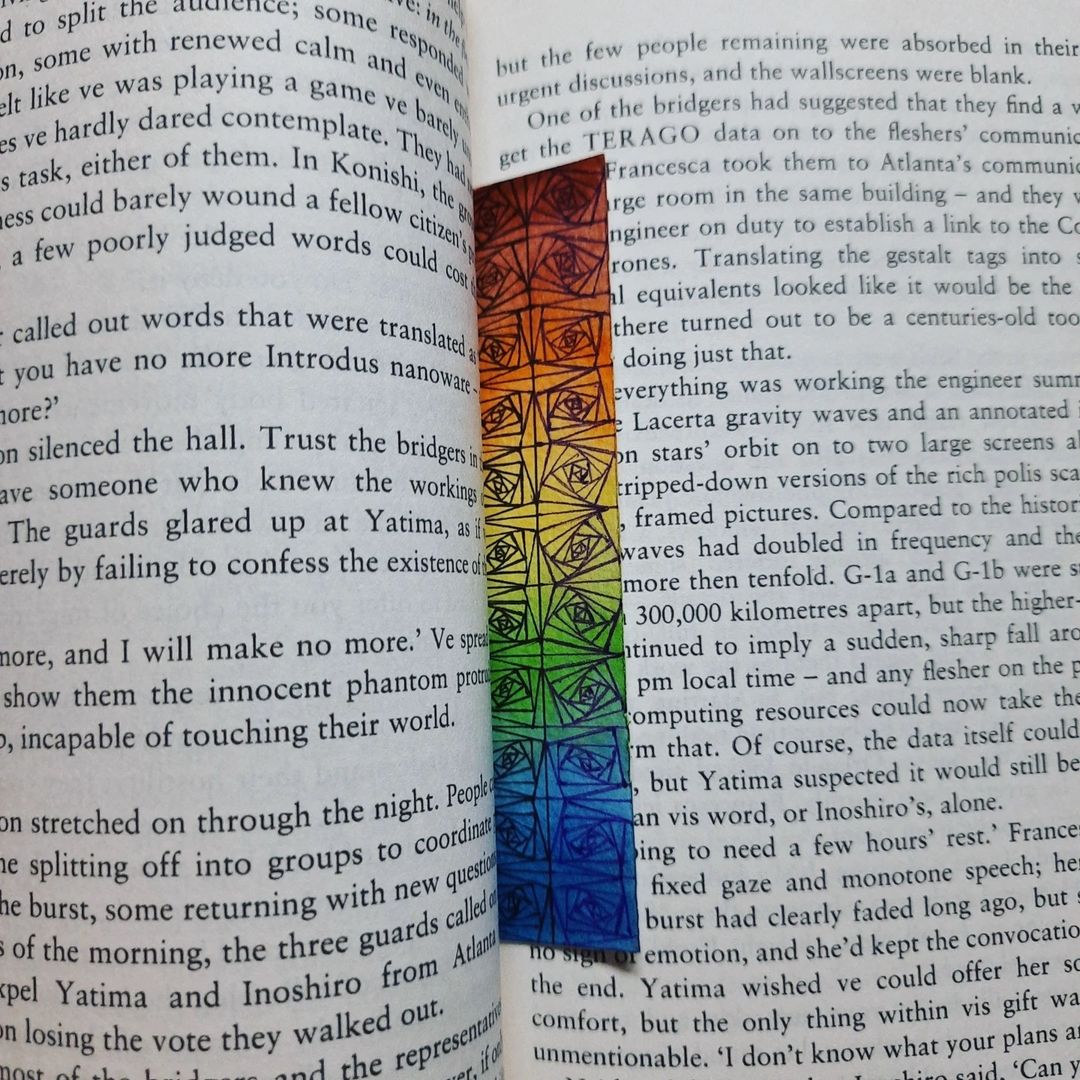 d to split the audience; some responded
on, some with renewed calm and even
elt like ve was playing a game ve barely
es ve hardly dared contemplate. They had
s task, either of them. In Konishi, the
ness could barely wound a fellow citizen's
a few poorly judged words could cost
called out words that were translated as
t you have no more Introdus nanoware –
more?'
on silenced the hall. Trust the bridgers
ave someone who knew the workings
The guards glared up at Yatima, as if
erely by failing to confess the existence of
more, and I will make no more.' Ve spread
show them the innocent phantom
o, incapable of touching their world.
on stretched on through the night. People
ne splitting off into groups to coordinate
he burst, some returning with new questions
s of the morning, the three guards called on
xpel Yatima and Inoshiro from Atlanta
on losing the vote they walked out.
most of the bridgers and the representative
but the few people remaining were absorbed in their
urgent discussions, and the wallscreens were blank.
One of the bridgers had suggested that they find a
get the TERAGO data on to the fleshers'
Francesca took them to Atlanta's
rge room in the same building – and they
ngineer on duty to establish a link to the
rones. Translating the gestalt tags into
al equivalents looked like it would be the
there turned out to be a centuries-old
doing just that.
everything was working the engineer
Lacerta gravity waves and an annotated
on stars' orbit on to two large screens
tripped-down versions of the rich polis
, framed pictures. Compared to the
waves had doubled in frequency and
more then tenfold. G-1a and G-1b were
300,000 kilometres apart, but the higher-
ntinued to imply a sudden, sharp fall
pm local time – and any flesher on the
computing resources could now take
rm that. Of course, the data itself could
, but Yatima suspected it would still be
an vis word, or Inoshiro's, alone.
ing to need a few hours' rest.'
fixed gaze and monotone speech;
burst had clearly faded long ago, but
no sign of emotion, and she'd kept the
the end. Yatima wished ve could offer her
comfort, but the only thing within vis gift
unmentionable. 'I don't know what your plans
Inoshiro said. 'Can